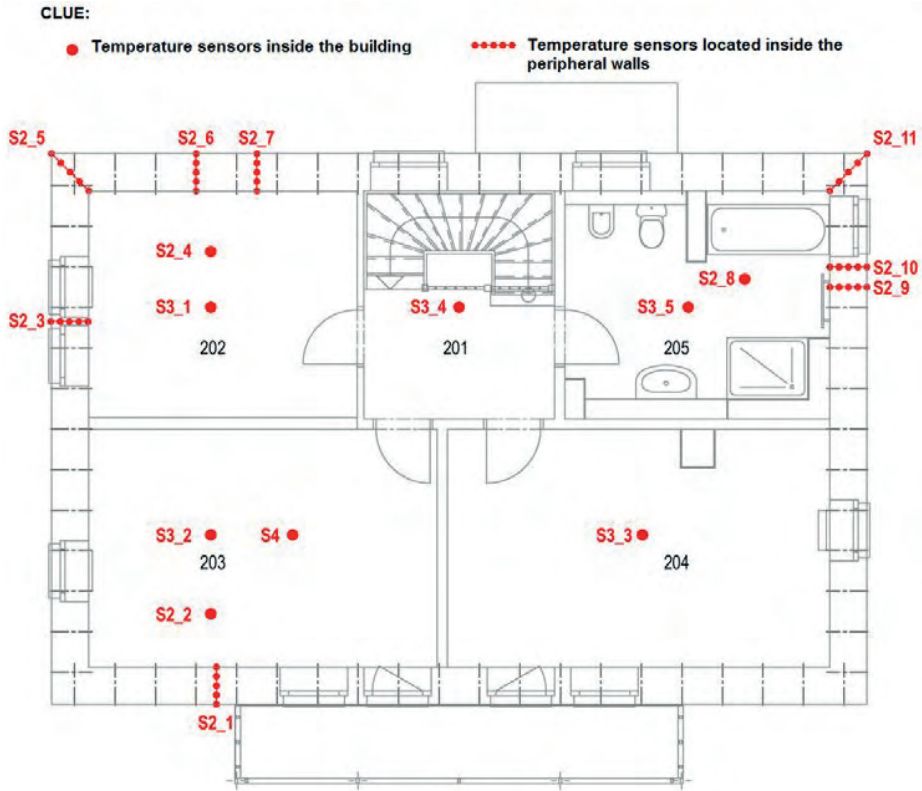 CLUE:
Temperature sensors inside the building
Temperature sensors located inside the
peripheral walls
S2_5
S2_6
S2_7
S2_11
S2_4
S2_8
S2_10
S2_9
S3_1
S3_4
S3_5
S2_3
202
201
205
S3_2
S4
S3_3
203
204
S2_2
S2_1